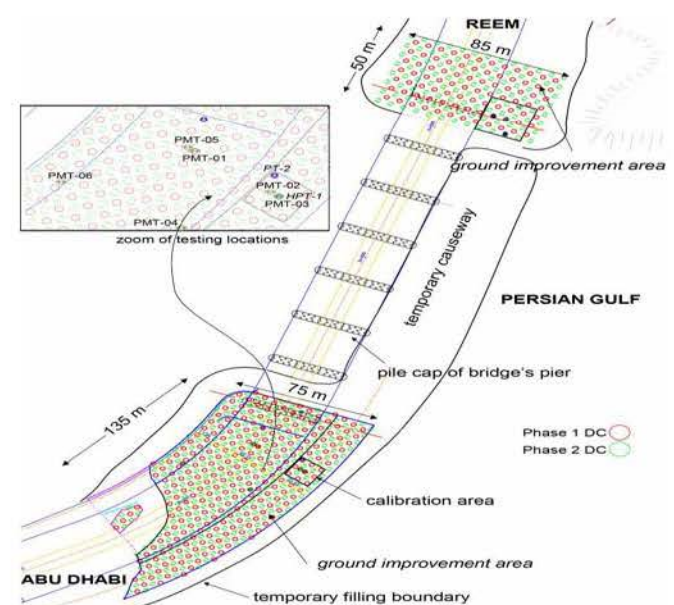 REEM
85 m
50 m
ground improvement area
PMT-05
PMT-01
PT-2
PMT-06
PMT-02
HPT-1
PMT-03
PMT-04
zoom of testing locations
temporary causeway
PERSIAN GULF
pile cap of bridge's pier
75 m
135 m
Phase 1 DC
Phase 2 DC
calibration area
ground improvement area
ABU DHABI
temporary filling boundary